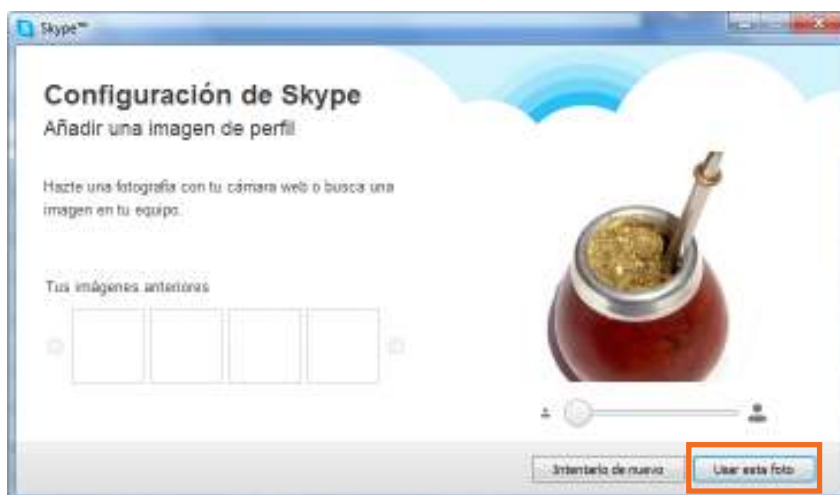 Skype™
Configuración de Skype
Añadir una imagen de perfil
Hazte una fotografía con tu cámara web o busca una
imagen en tu equipo.
Tus imágenes anteriores
Intentarlo de nuevo
Usar esta foto